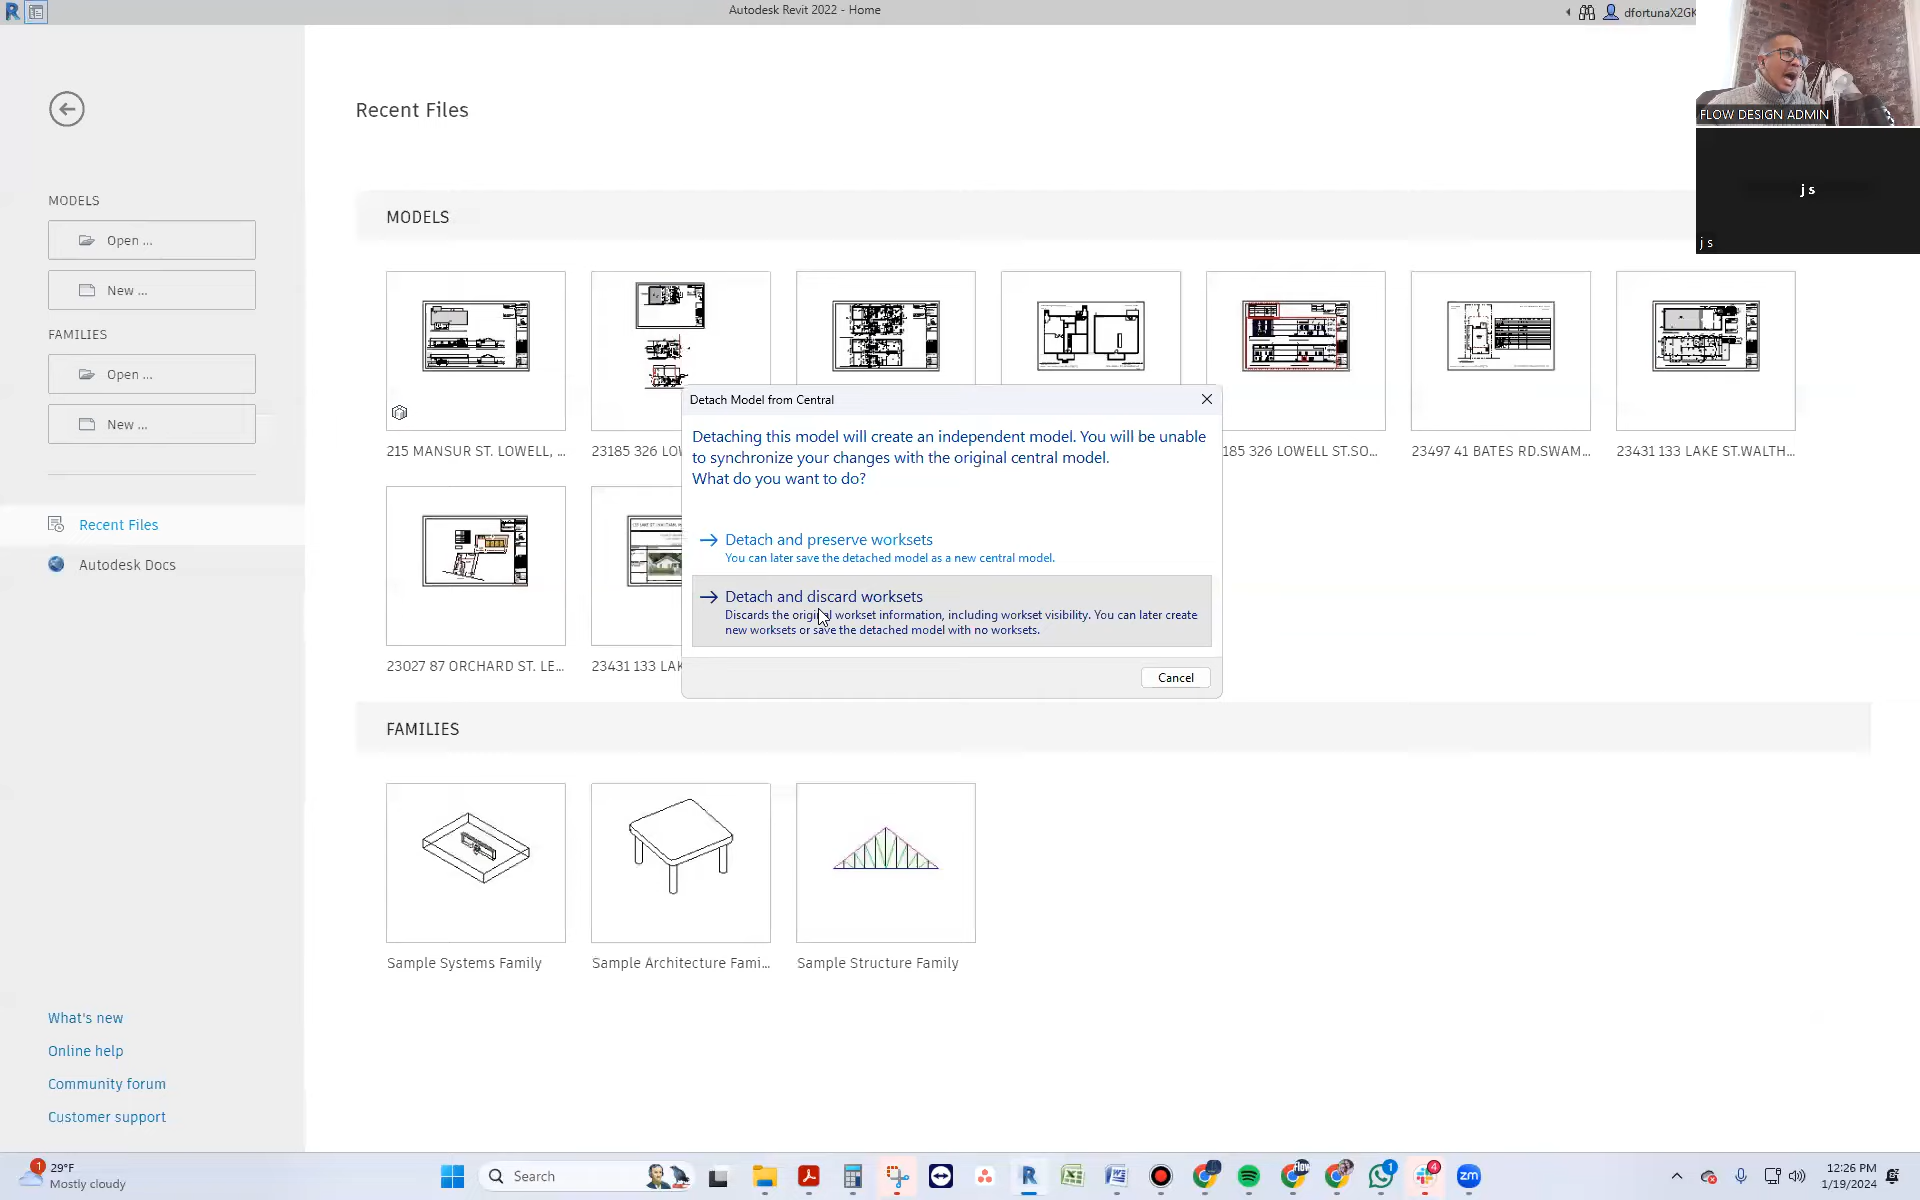 Autodesk Revit 2022 - Home
dfortunaX2GK
Recent Files
FLOW DESIGN ADMIN
j s
j s
MODELS
Open ...
New ...
FAMILIES
Open ...
New ...
Recent Files
Autodesk Docs
What's new
Online help
Community forum
Customer support
MODELS
215 MANSUR ST. LOWELL, ...
23185 326 LOW
185 326 LOWELL ST.SO...
23497 41 BATES RD.SWAM...
23431 133 LAKE ST.WALTH...
23027 87 ORCHARD ST. LE...
23431 133 LAK
Detach Model from Central
Detaching this model will create an independent model. You will be unable
to synchronize your changes with the original central model.
What do you want to do?
Detach and preserve worksets
You can later save the detached model as a new central model.
Detach and discard worksets
Discards the original workset information, including workset visibility. You can later create
new worksets or save the detached model with no worksets.
Cancel
FAMILIES
Sample Systems Family
Sample Architecture Fami...
Sample Structure Family
1
29°F
Mostly cloudy
Search
Flow
1
4
zm
12:26 PM
1/19/2024